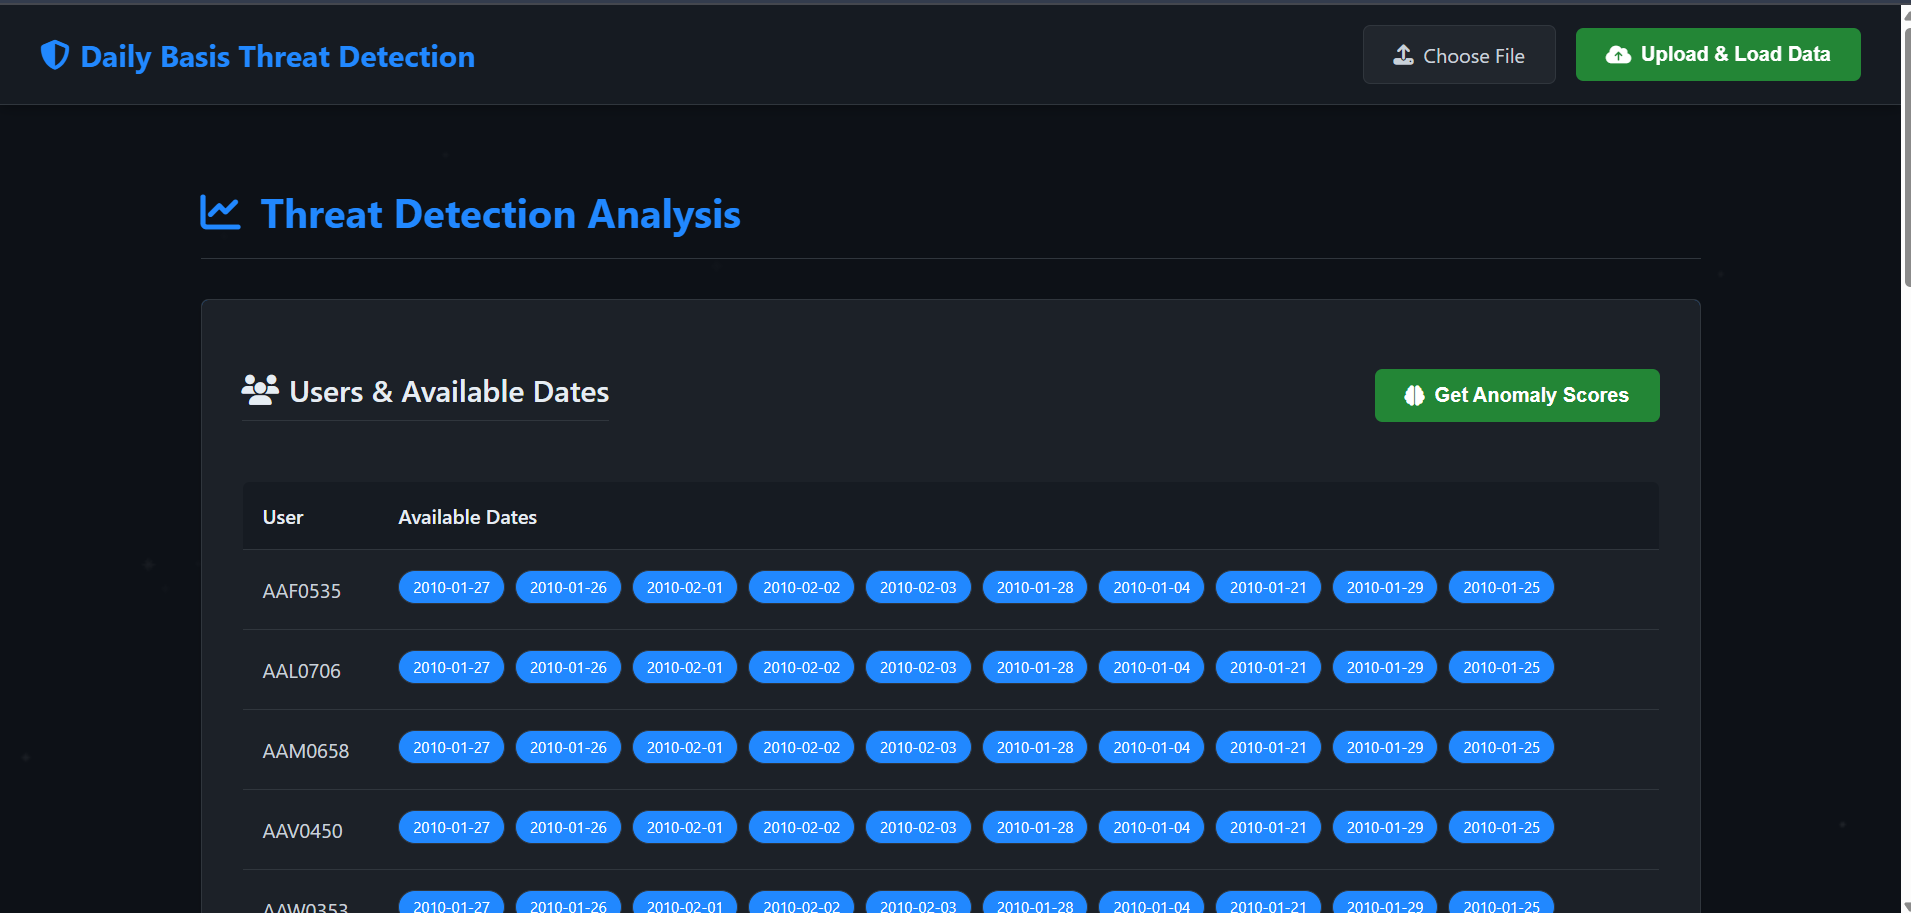 Daily Basis Threat Detection
Choose File
Upload & Load Data
Threat Detection Analysis
Users & Available Dates
Get Anomaly Scores
User Available Dates
AAF0535 2010-01-27 2010-01-26 2010-02-01 2010-02-02 2010-02-03 2010-01-28 2010-01-04 2010-01-21 2010-01-29 2010-01-25
AAL0706 2010-01-27 2010-01-26 2010-02-01 2010-02-02 2010-02-03 2010-01-28 2010-01-04 2010-01-21 2010-01-29 2010-01-25
AAM0658 2010-01-27 2010-01-26 2010-02-01 2010-02-02 2010-02-03 2010-01-28 2010-01-04 2010-01-21 2010-01-29 2010-01-25
AAV0450 2010-01-27 2010-01-26 2010-02-01 2010-02-02 2010-02-03 2010-01-28 2010-01-04 2010-01-21 2010-01-29 2010-01-25
AAW0353 2010-01-27 2010-01-26 2010-02-01 2010-02-02 2010-02-03 2010-01-28 2010-01-04 2010-01-21 2010-01-29 2010-01-25